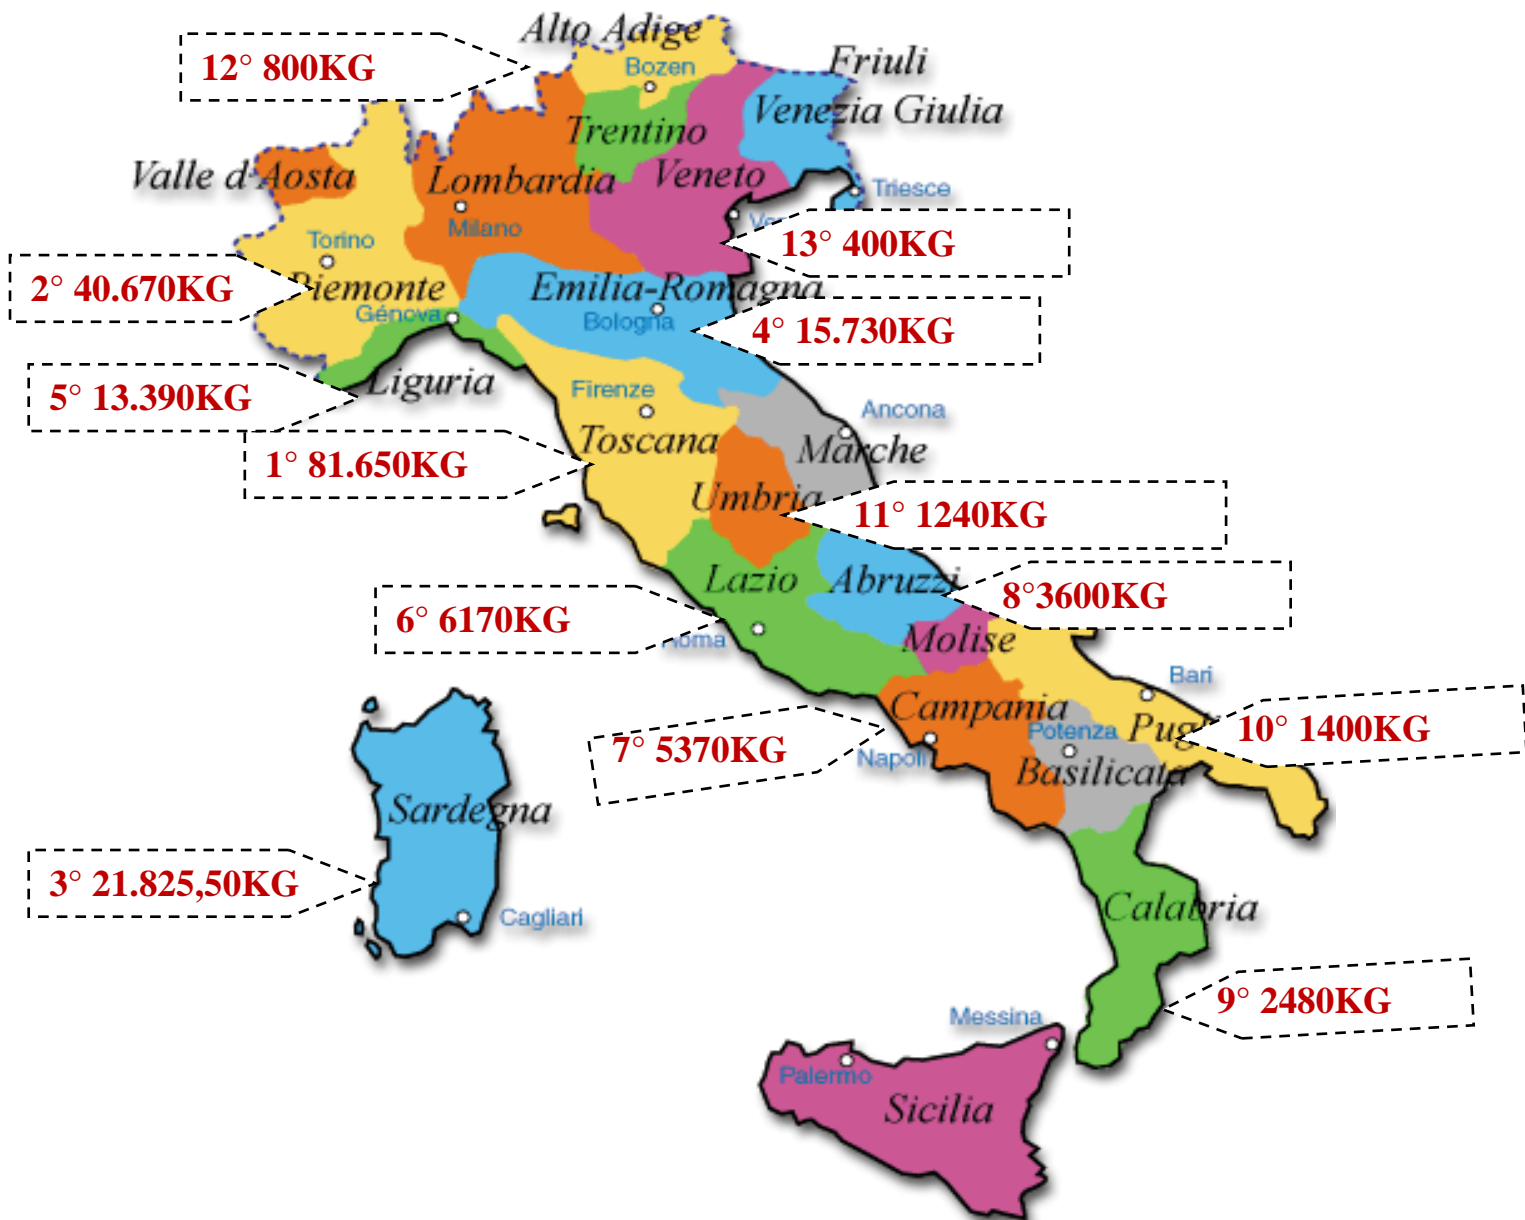 Alto Adige
12° 800KG
Bozen
Friuli
Venezia Giulia
Trentino
Valle d'Aosta
Lombardia
Veneto
Triesce
Milano
Torino
13° 400KG
2° 40.670KG
Piemonte
Emilia-Romagna
Génova
Bologna
4° 15.730KG
5° 13.390KG
Liguria
Firenze
Ancona
Toscana
Marche
1° 81.650KG
Umbria
11° 1240KG
Lazio
Abruzzi
8°3600KG
6° 6170KG
Roma
Molise
Bari
Campania
Potenza
Pug
10° 1400KG
7° 5370KG
Napoli
Basilicata
Sardegna
3° 21.825,50KG
Cagliari
Calabria
9° 2480KG
Messina
Palermo
Sicilia